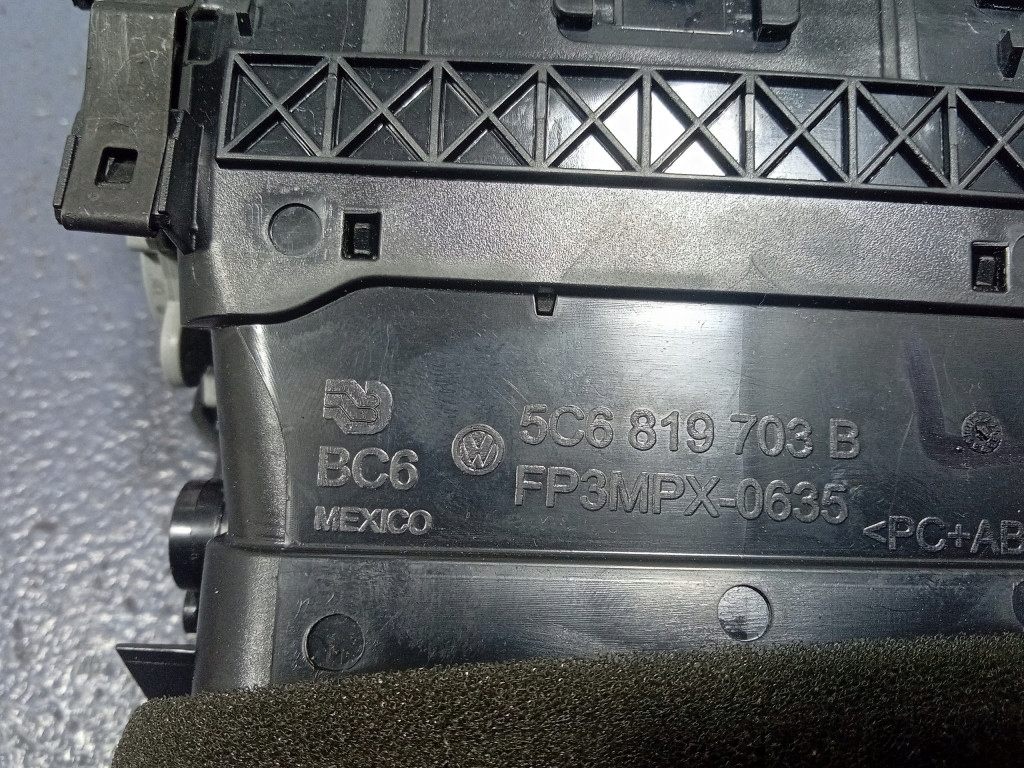 BC6
MEXICO
5C6 819 703 B
FP3MPX-0635
<PC+AB